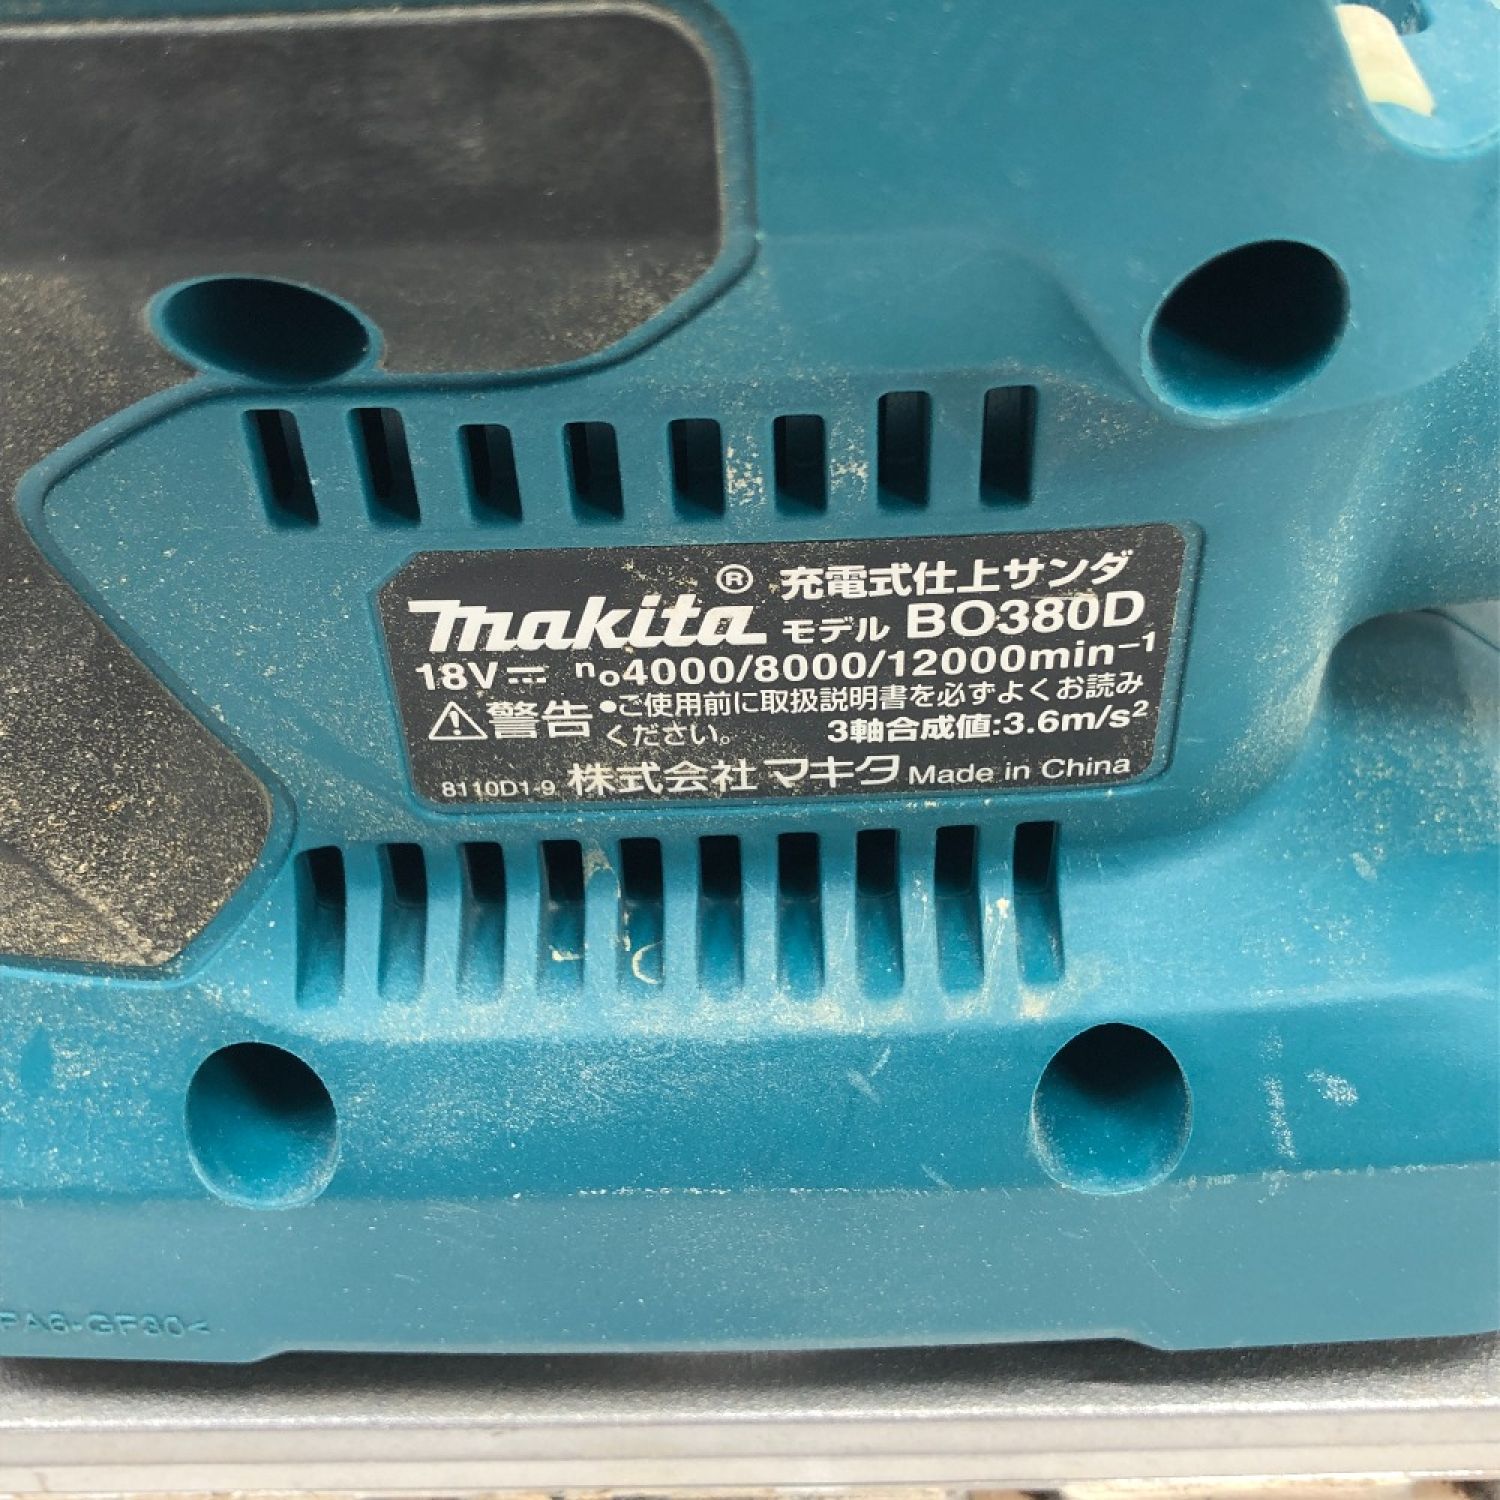 makita® 充電式仕上サンダ
モデル BO380D
18V⎓ no4000/8000/12000min⁻¹
⚠警告 •ご使用前に取扱説明書を必ずよくお読み
ください。 3軸合成値:3.6m/s²
8110D1-9 株式会社マキタ Made in China
PA6-GF30<